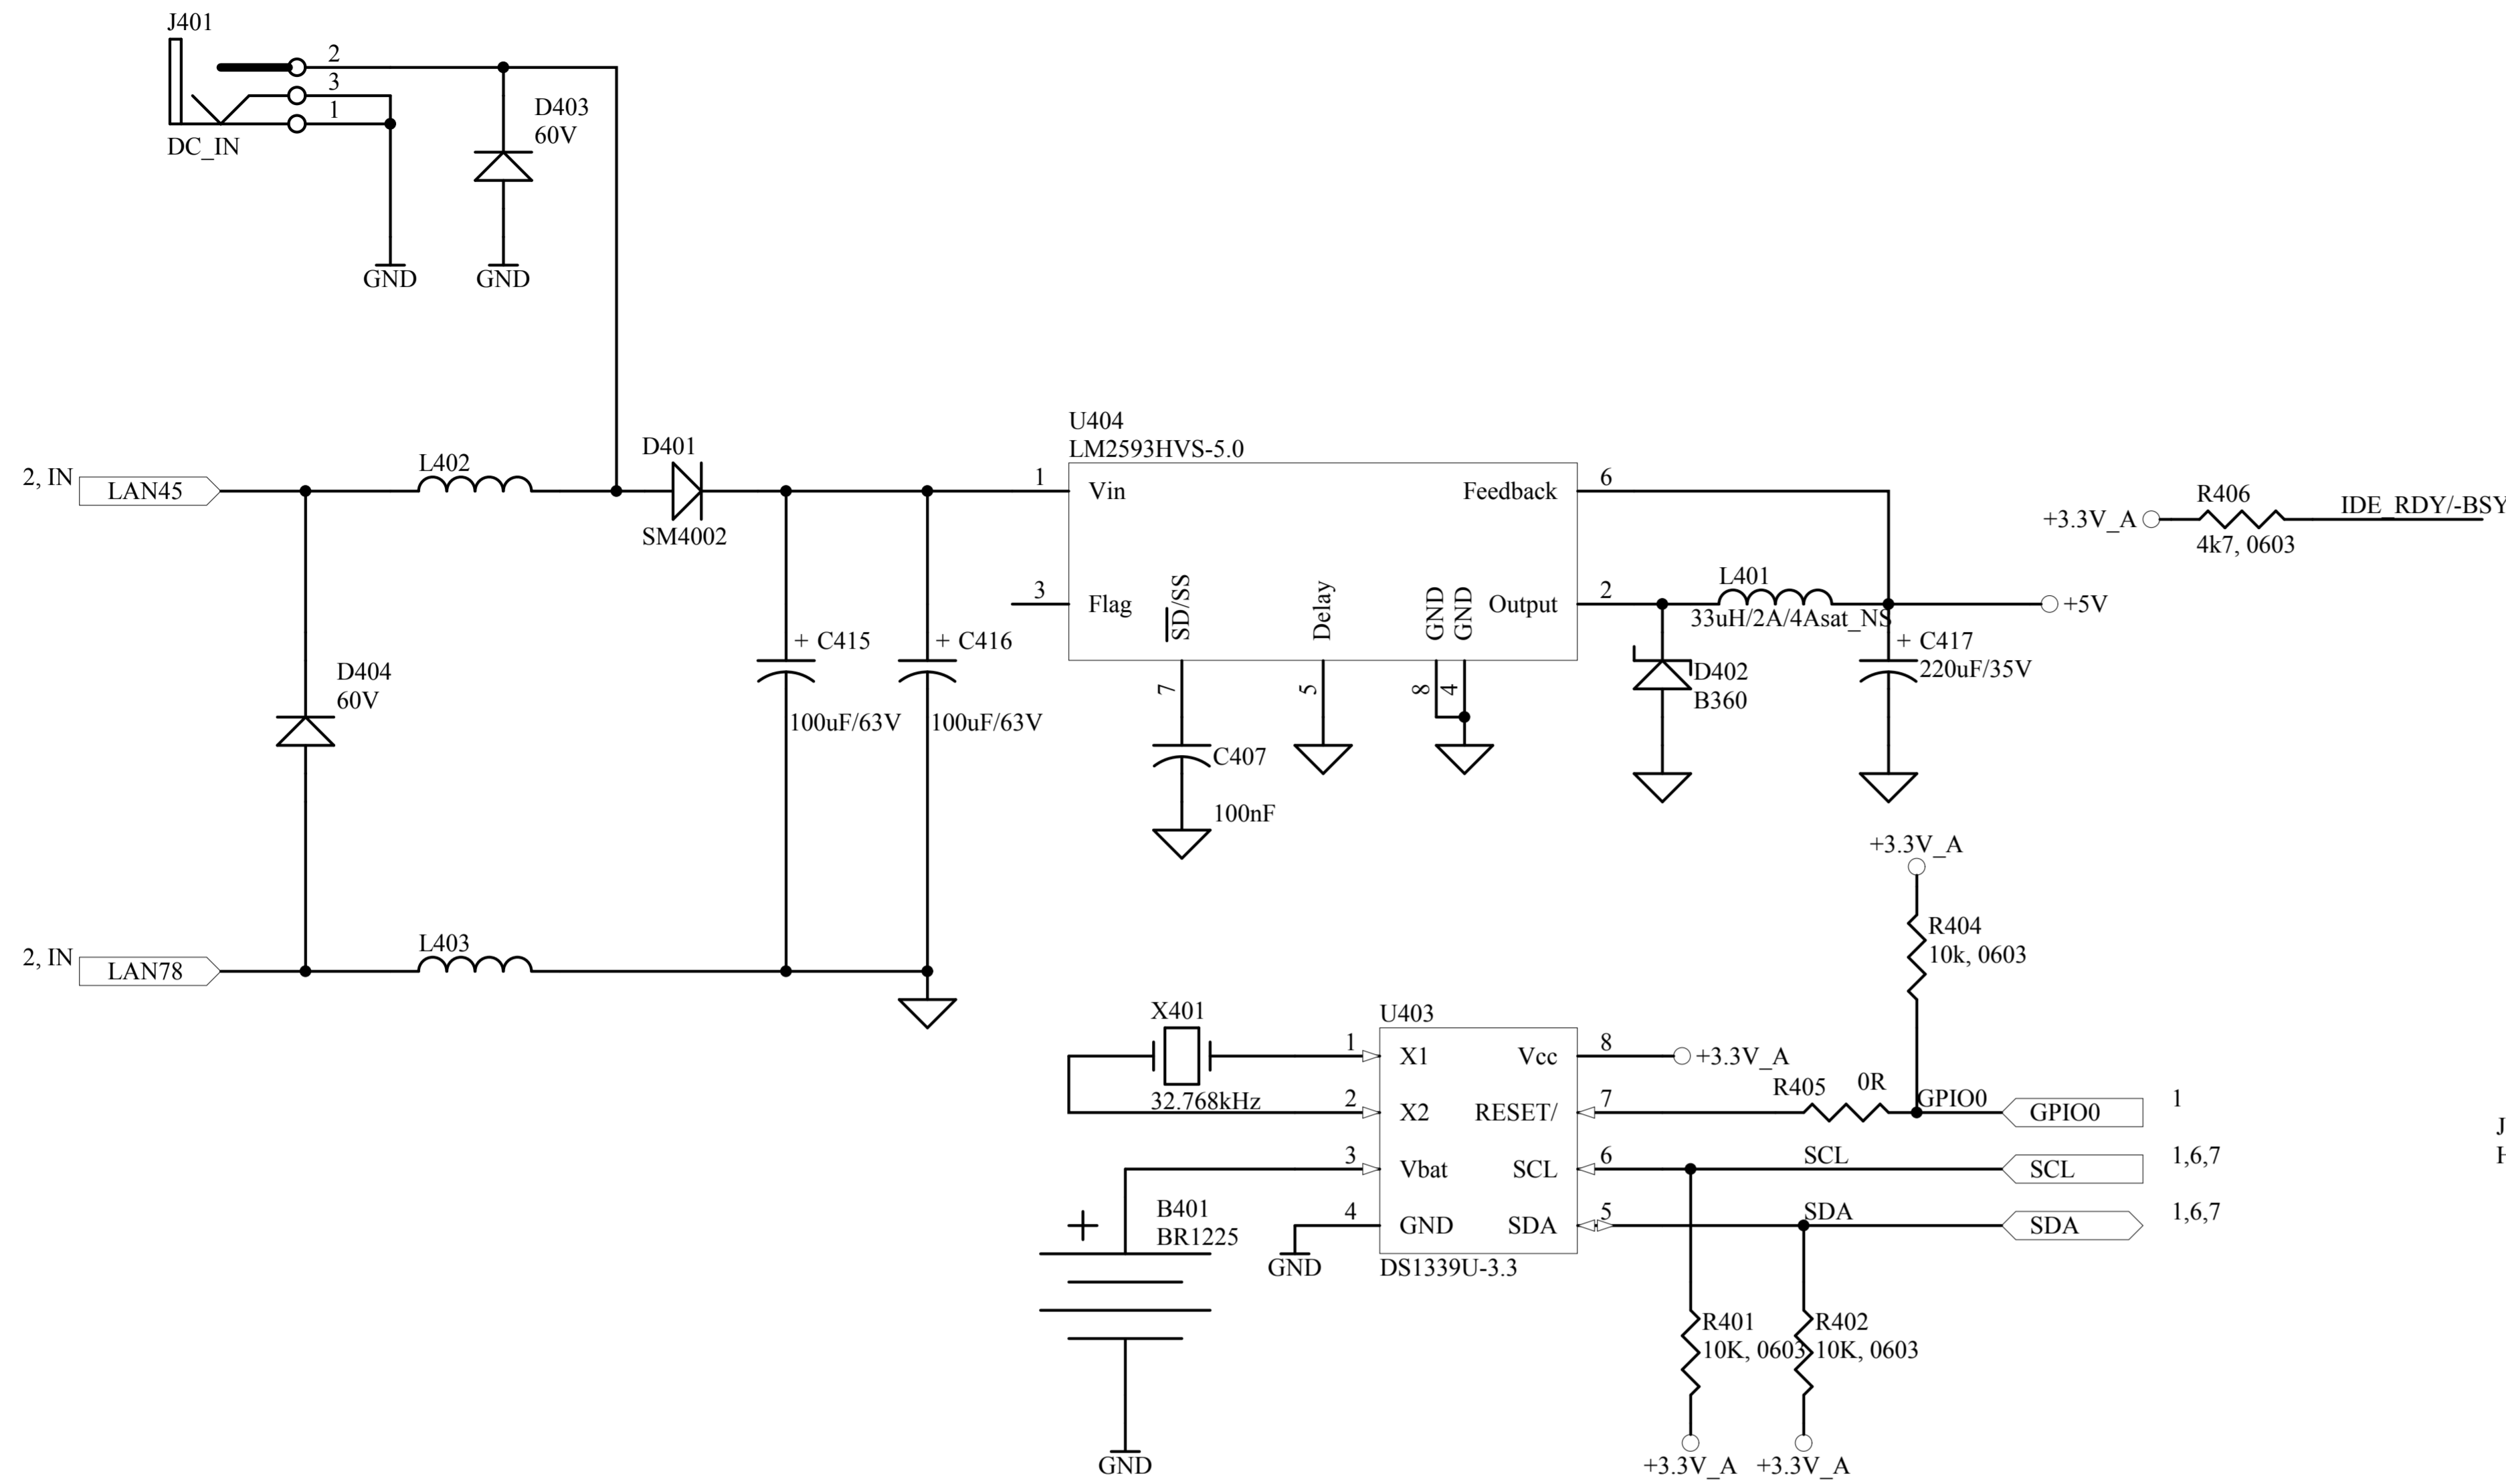 J401
2
3
1
DC_IN
D403
60V
GND
GND
U404
LM2593HVS-5.0
D401
SM4002
L402
2, IN
LAN45
1
Vin
Feedback
6
3
Flag
SD/SS
Delay
GND
GND
Output
2
L401
33uH/2A/4Asat_NS
+5V
R406
+3.3V_A
4k7, 0603
IDE_RDY/-BSY
+ C415
100uF/63V
+ C416
100uF/63V
D404
60V
7
5
8
4
C407
100nF
D402
B360
+ C417
220uF/35V
+3.3V_A
R404
10k, 0603
2, IN
LAN78
L403
X401
32.768kHz
U403
1
X1
Vcc
8
+3.3V_A
2
X2
RESET/
7
R405
0R
GPIO0
GPIO0
1
3
Vbat
SCL
6
SCL
SCL
1,6,7
4
GND
SDA
5
SDA
SDA
1,6,7
GND
DS1339U-3.3
+
B401
BR1225
GND
R401
10K, 0603
R402
10K, 0603
+3.3V_A
+3.3V_A
J